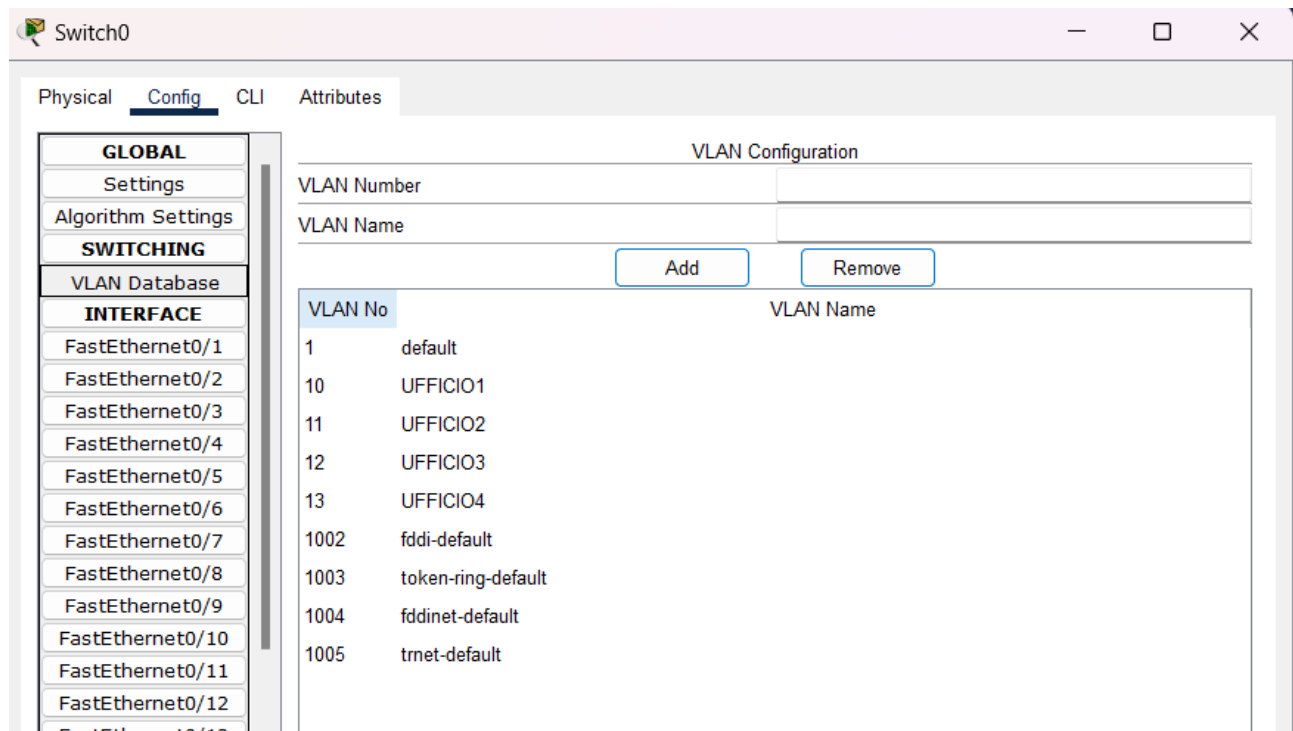 Switch0
Physical Config CLI Attributes
GLOBAL
Settings
Algorithm Settings
SWITCHING
VLAN Database
INTERFACE
FastEthernet0/1
FastEthernet0/2
FastEthernet0/3
FastEthernet0/4
FastEthernet0/5
FastEthernet0/6
FastEthernet0/7
FastEthernet0/8
FastEthernet0/9
FastEthernet0/10
FastEthernet0/11
FastEthernet0/12
VLAN Configuration
VLAN Number
VLAN Name
Add Remove
VLAN No VLAN Name
1 default
10 UFFICIO1
11 UFFICIO2
12 UFFICIO3
13 UFFICIO4
1002 fddi-default
1003 token-ring-default
1004 fddinet-default
1005 trnet-default